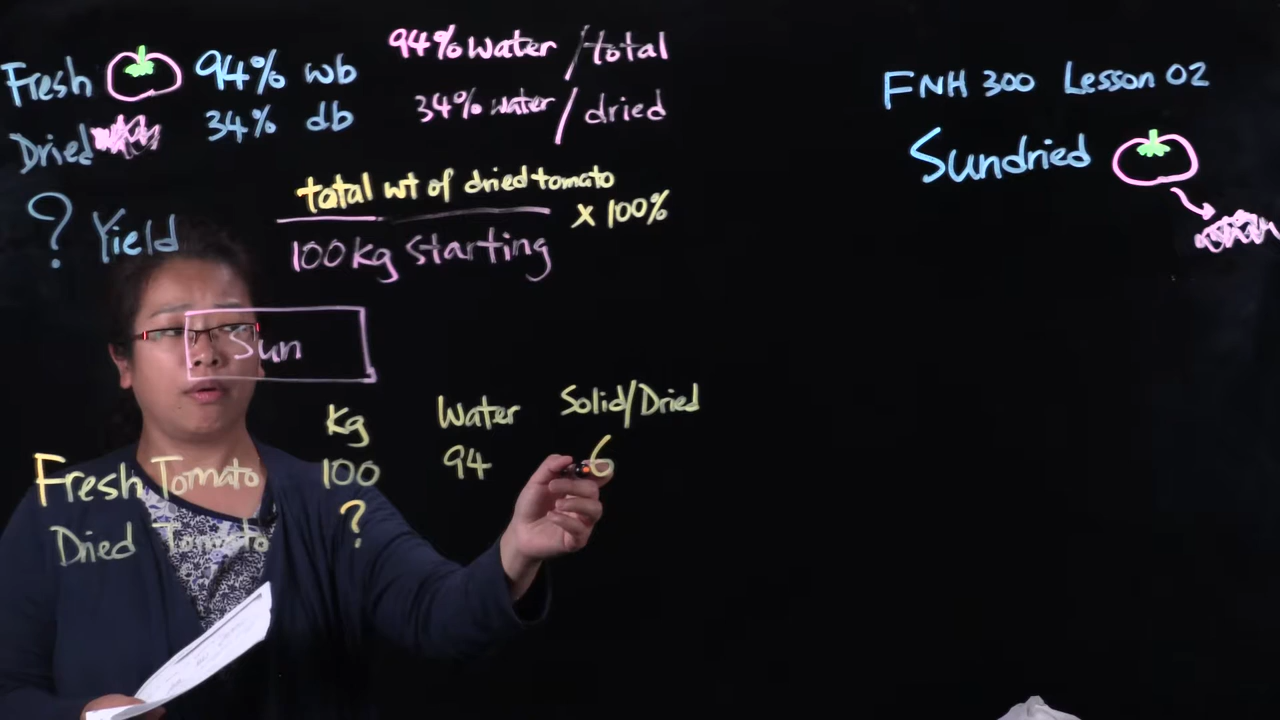 Fresh 94% wb 94% water / total
Dried 34% db 34% water / dried
? Yield total wt of dried tomato x 100%
100kg starting
Sun
Kg Water Solid/Dried
Fresh Tomato 100 94 6
Dried Tomato ?
FNH 300 Lesson 02
Sundried